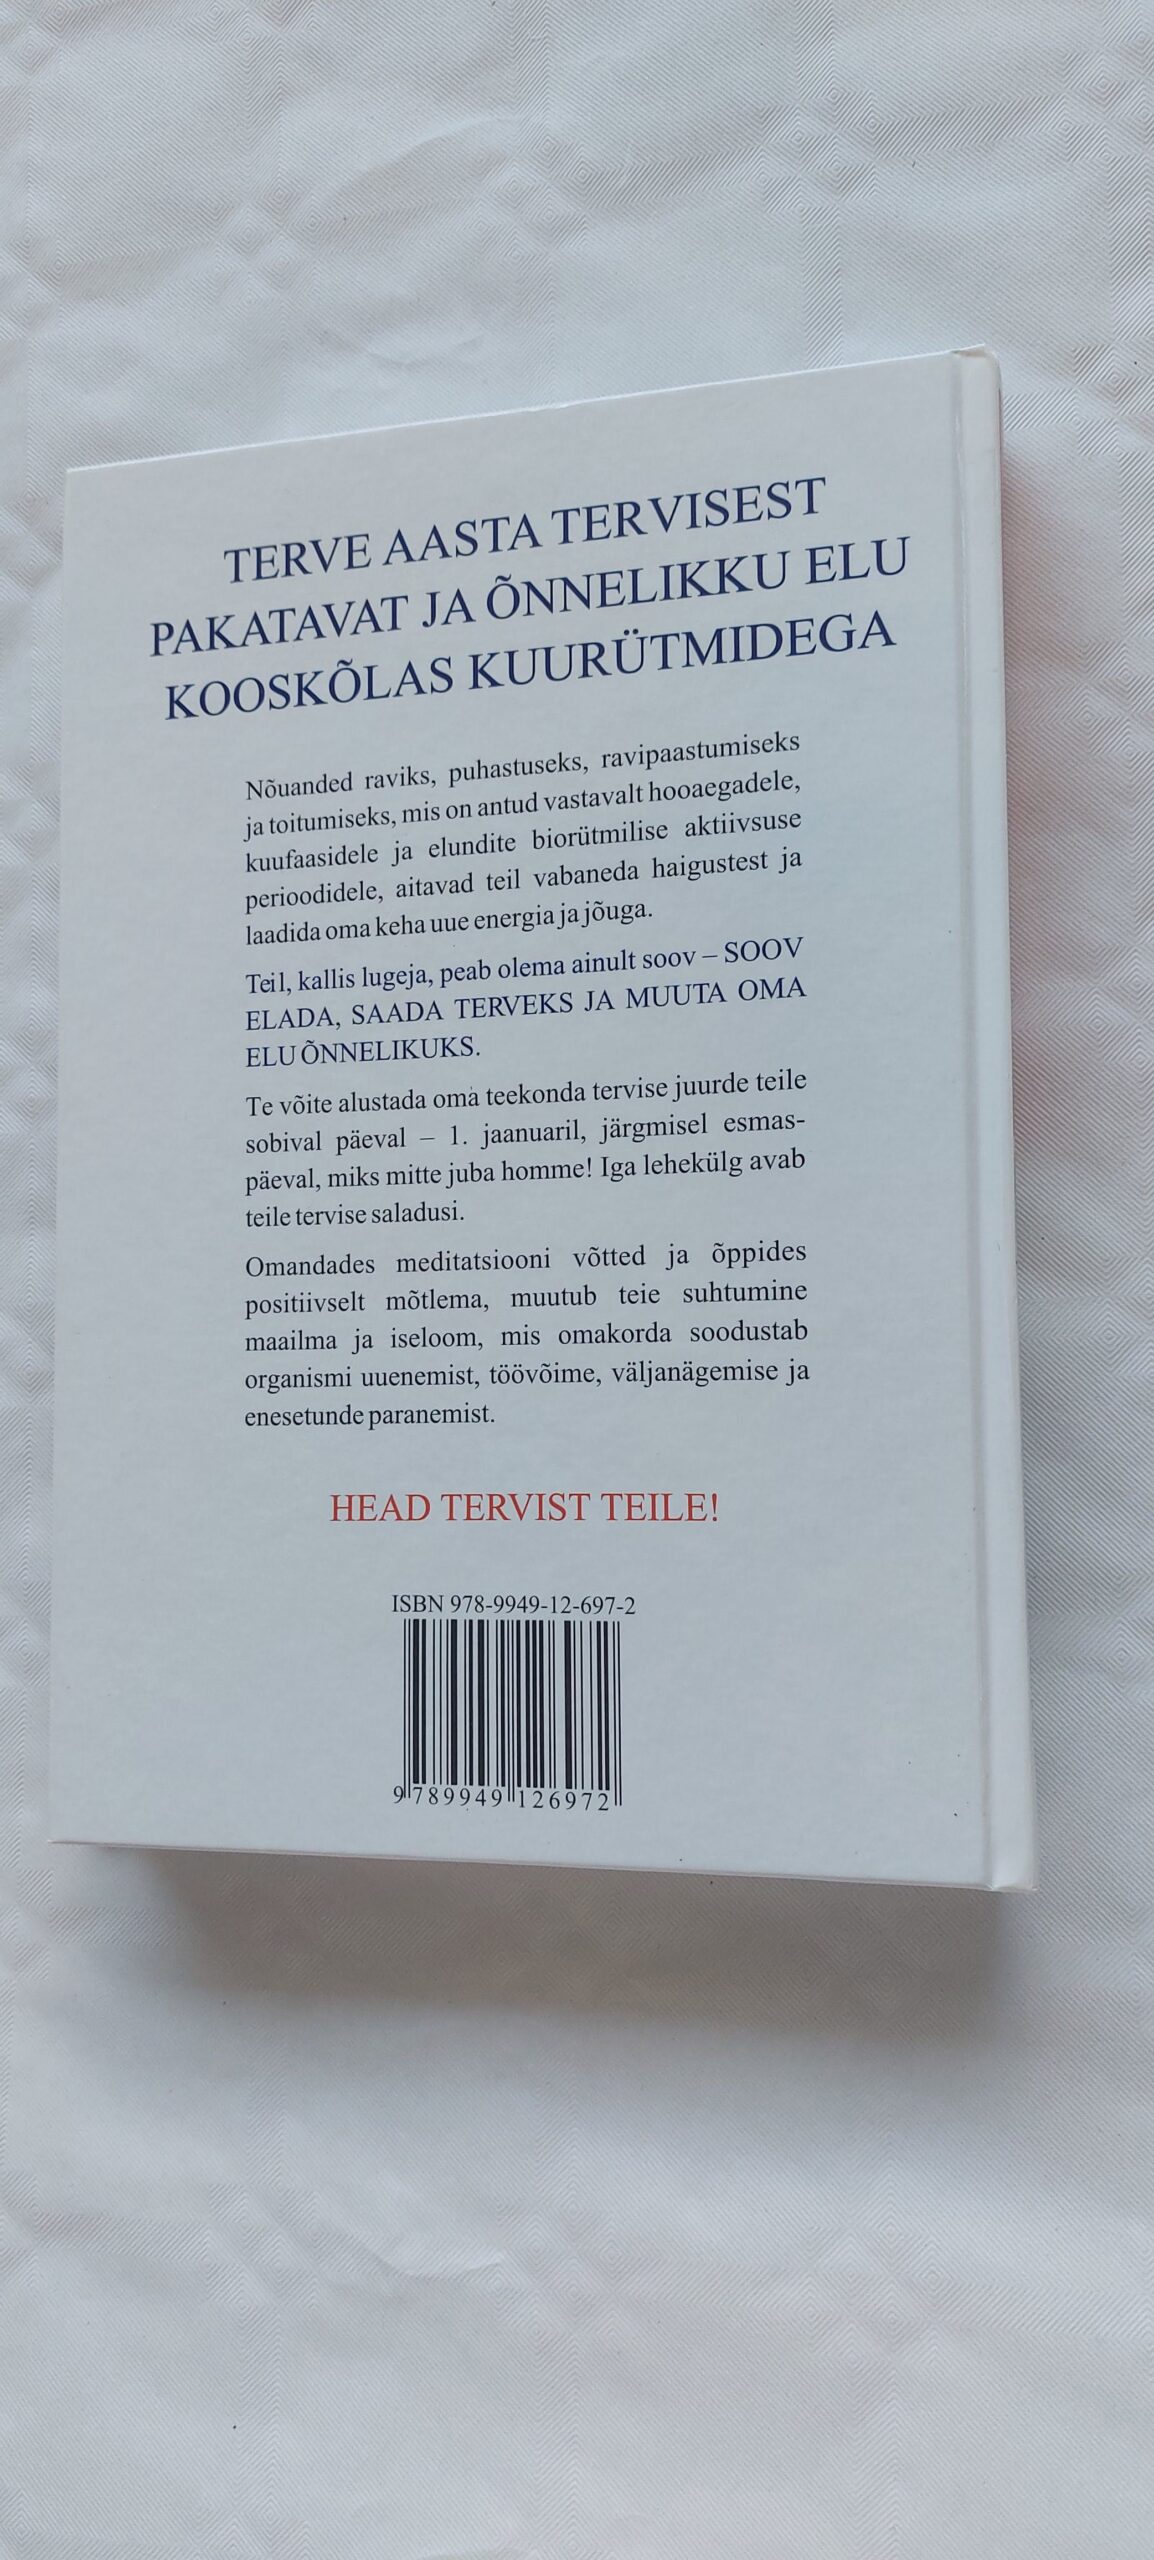 TERVE AASTA TERVISEST
PAKATAVAT JA ÕNNELIKKU ELU
KOOSKÕLAS KUURÜTMIDEGA
Nõuanded raviks, puhastuseks, ravipaastumiseks
ja toitumiseks, mis on antud vastavalt hooaegadele,
kuufaasidele ja elundite biorütmilise aktiivsuse
perioodidele, aitavad teil vabaneda haigustest ja
laadida oma keha uue energia ja jõuga.
Teil, kallis lugeja, peab olema ainult soov – SOOV
ELADA, SAADA TERVEKS JA MUUTA OMA
ELU ÕNNELIKUKS.
Te võite alustada oma teekonda tervise juurde teile
sobival päeval – 1. jaanuaril, järgmisel esmas-
päeval, miks mitte juba homme! Iga lehekülg avab
teile tervise saladusi.
Omandades meditatsiooni võtted ja õppides
positiivselt mõtlema, muutub teie suhtumine
maailma ja iseloom, mis omakorda soodustab
organismi uuenemist, töövõime, väljanägemise ja
enesetunde paranemist.
HEAD TERVIST TEILE!
ISBN 978-9949-12-697-2
9 789949 126972